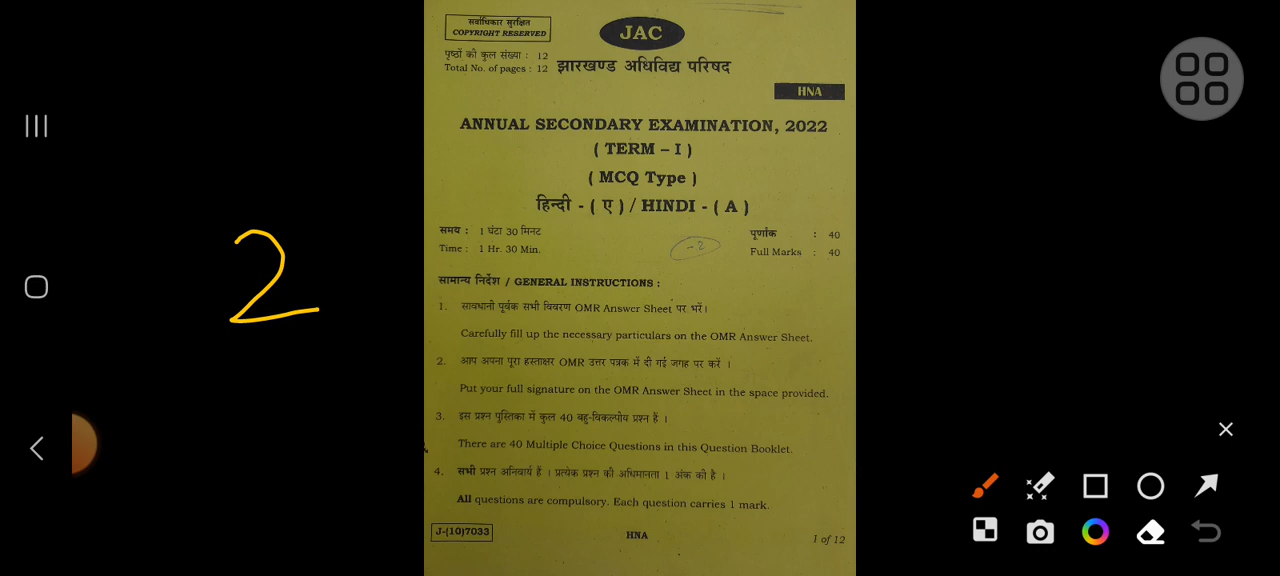 सर्वाधिकार सुरक्षित
COPYRIGHT RESERVED
JAC
पृष्ठों की कुल संख्या : 12
Total No. of pages : 12
झारखण्ड अधिविद्य परिषद
HNA
ANNUAL SECONDARY EXAMINATION, 2022
( TERM – I )
( MCQ Type )
हिन्दी - ( ए ) / HINDI - ( A )
समय : 1 घंटा 30 मिनट
पूर्णांक : 40
Time : 1 Hr. 30 Min.
-2
Full Marks : 40
2
सामान्य निर्देश / GENERAL INSTRUCTIONS :
1. सावधानी पूर्वक सभी विवरण OMR Answer Sheet पर भरें।
Carefully fill up the necessary particulars on the OMR Answer Sheet.
2. आप अपना पूरा हस्ताक्षर OMR उत्तर पत्रक में दी गई जगह पर करें ।
Put your full signature on the OMR Answer Sheet in the space provided.
3. इस प्रश्न पुस्तिका में कुल 40 बहु-विकल्पीय प्रश्न हैं ।
There are 40 Multiple Choice Questions in this Question Booklet.
4. सभी प्रश्न अनिवार्य हैं । प्रत्येक प्रश्न की अधिमानता 1 अंक की है ।
All questions are compulsory. Each question carries 1 mark.
J-(10)7033
HNA
1 of 12